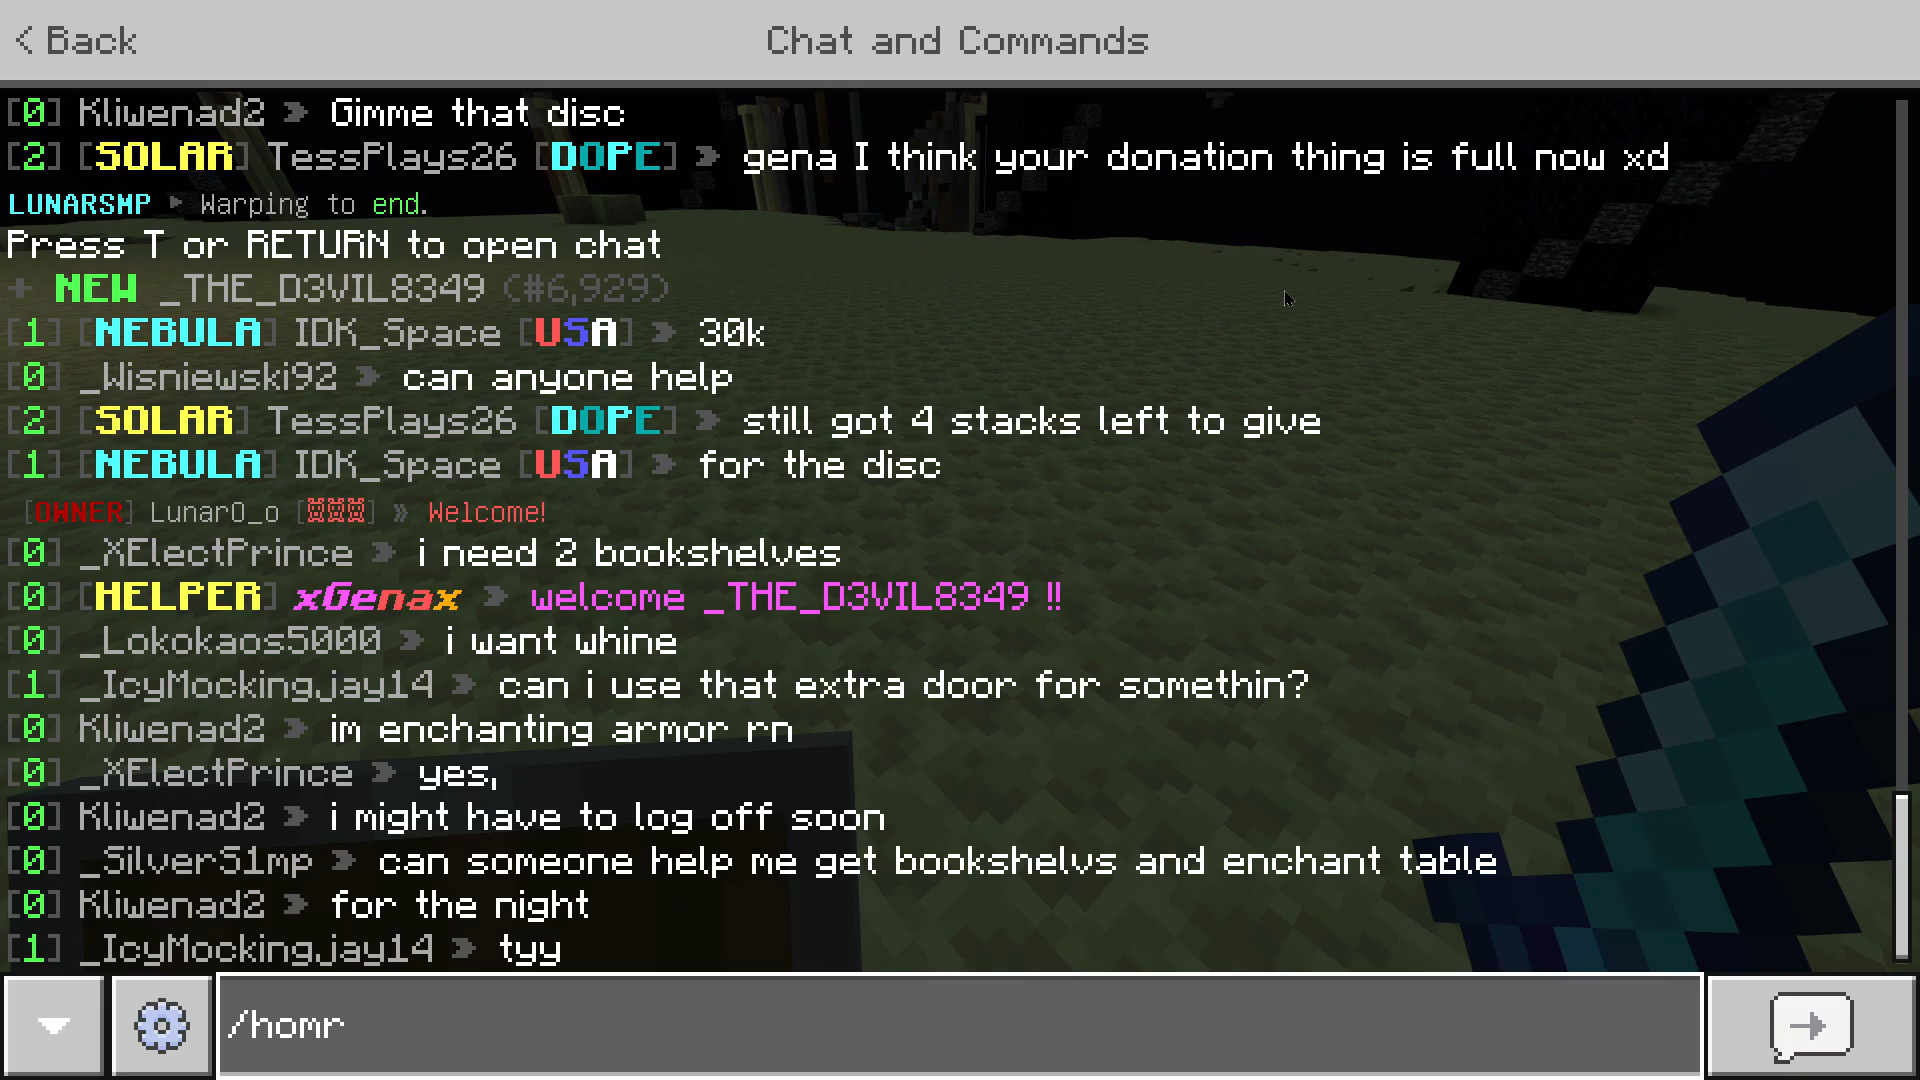 < Back
Chat and Commands
[0] Kliwenad2 » Gimme that disc
[2] [SOLAR] TessPlays26 [DOPE] » gena I think your donation thing is full now xd
LUNARSMP ▸ Warping to end.
Press T or RETURN to open chat
+ NEW _THE_D3VIL8349 (#6,929)
[1] [NEBULA] IDK_Space [USA] » 30k
[0] _Wisniewski92 » can anyone help
[2] [SOLAR] TessPlays26 [DOPE] » still got 4 stacks left to give
[1] [NEBULA] IDK_Space [USA] » for the disc
[OWNER] LunarO_o [] » Welcome!
[0] _XElectPrince » i need 2 bookshelves
[0] [HELPER] xGenax » welcome _THE_D3VIL8349 !!
[0] _Lokokaos5000 » i want whine
[1] _IcyMockingjay14 » can i use that extra door for somethin?
[0] Kliwenad2 » im enchanting armor rn
[0] _XElectPrince » yes,
[0] Kliwenad2 » i might have to log off soon
[0] _SilverS1mp » can someone help me get bookshelvs and enchant table
[0] Kliwenad2 » for the night
[1] _IcyMockingjay14 » tyy
/homr